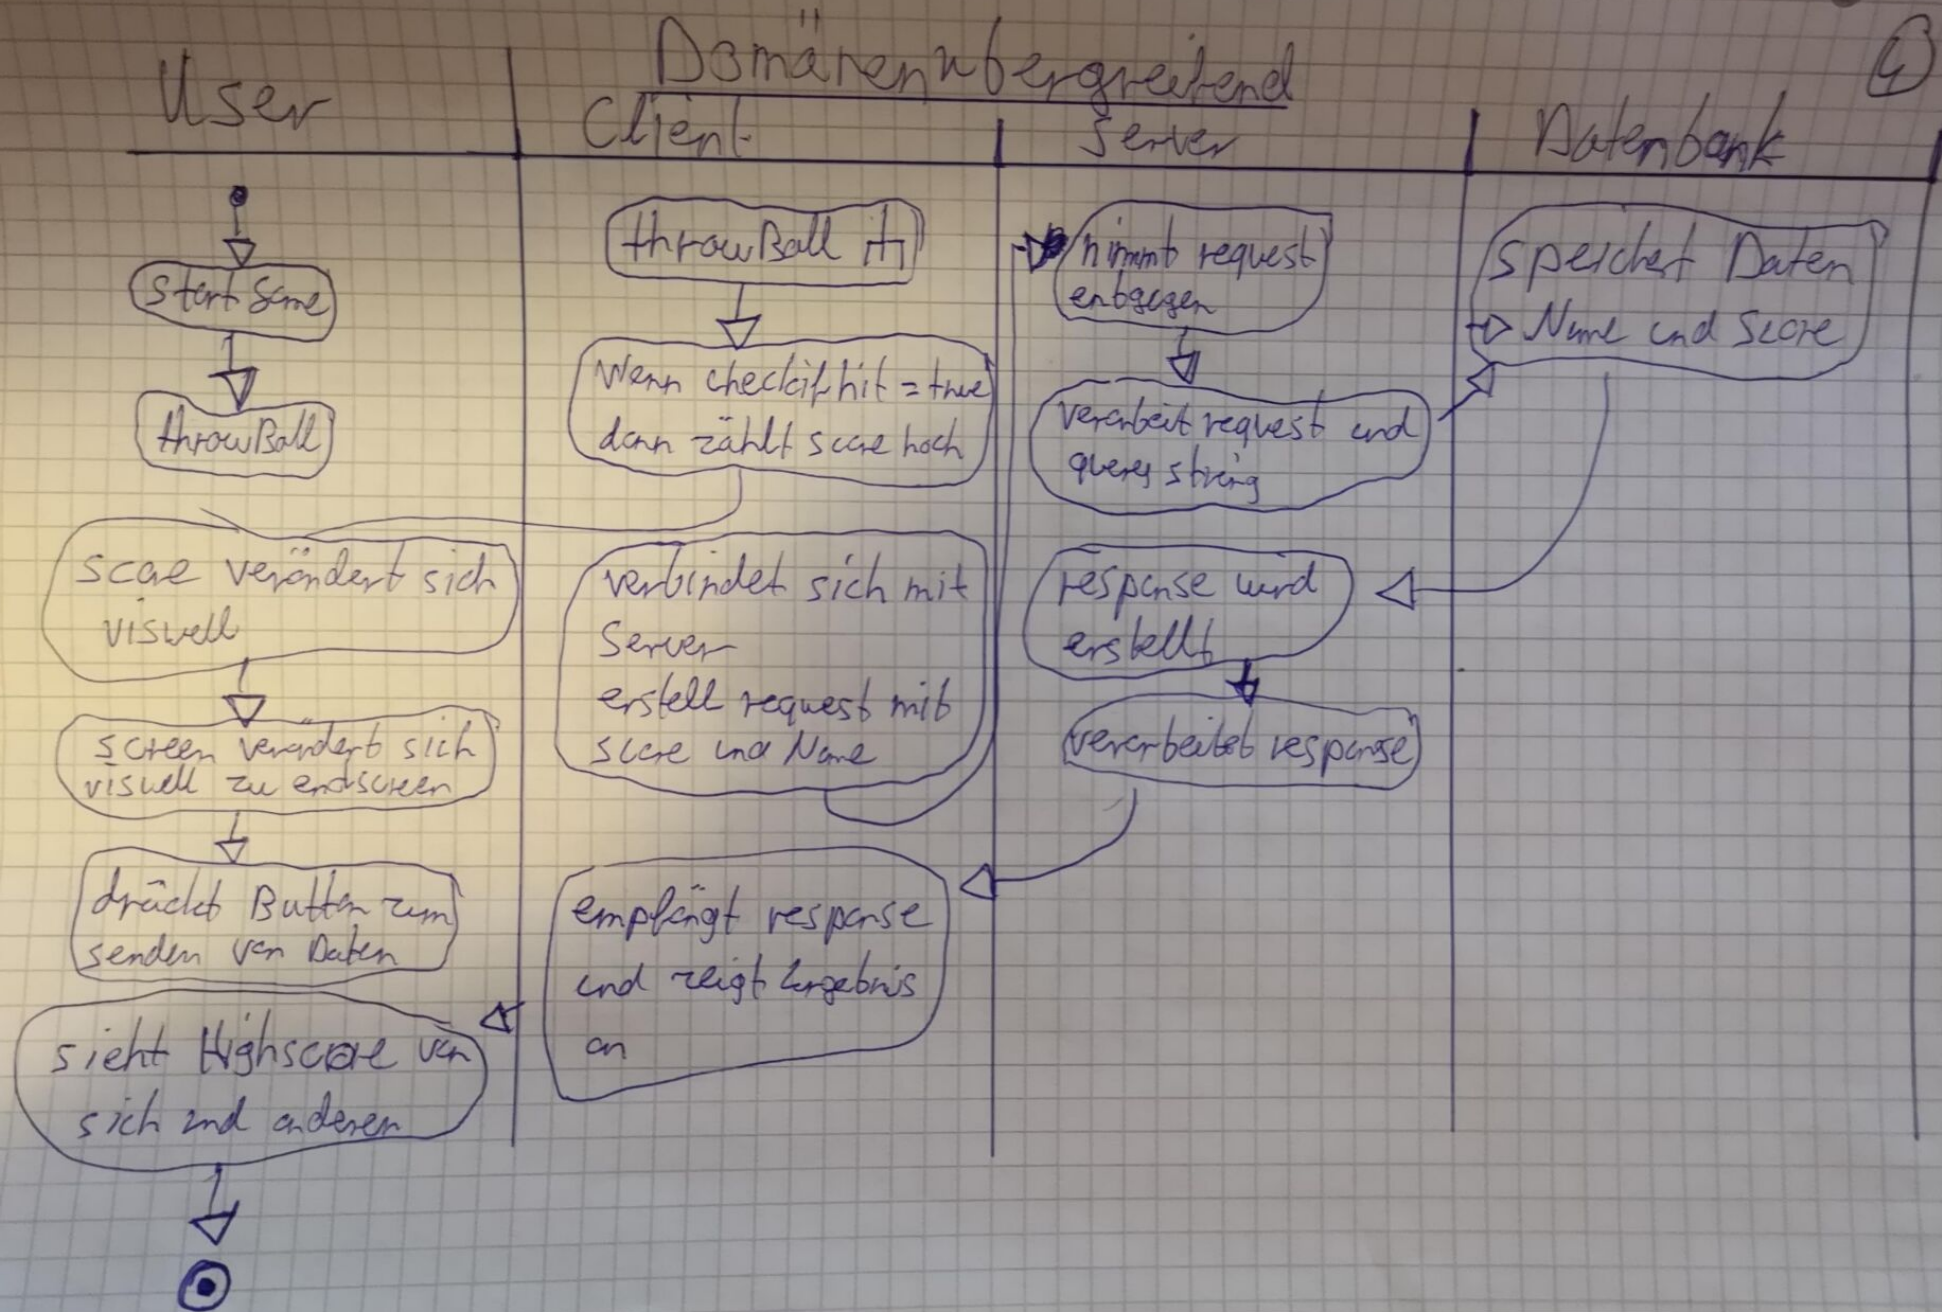 Domänenübergreifend
4
User
Client
Server
Datenbank
start Game
throwBall
score verändert sich
visuell
screen verändert sich
visuell zu endscreen
drückt Button zum
senden von Daten
sieht Highscore von
sich und anderen
throwBall
Wenn checkifhit = true
dann zählt score hoch
verbindet sich mit
Server
erstell request mit
score und Name
empfängt response
und zeigt Ergebnis
an
nimmt request
entgegen
verarbeit request und
query string
response wird
erstellt
verarbeitet response
speichert Daten
Name und Score